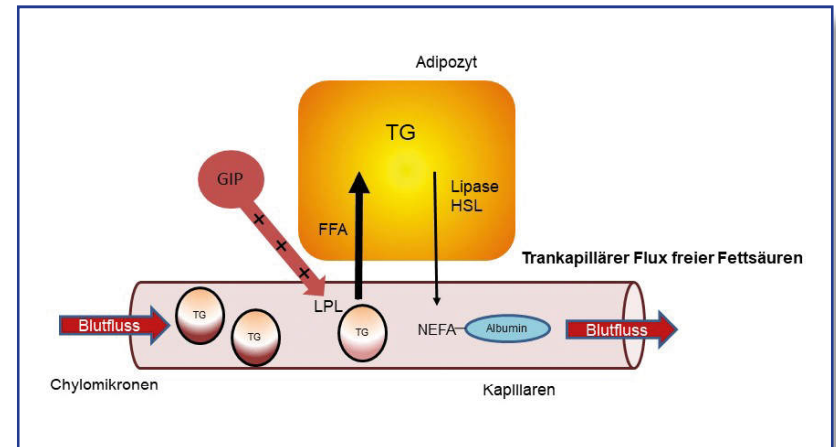 Adipozyt
TG
GIP
Lipase
HSL
FFA
Trankapillärer Flux freier Fettsäuren
LPL
Blutfluss
TG
TG
TG
NEFA
Albumin
Blutfluss
Chylomikronen
Kapillaren